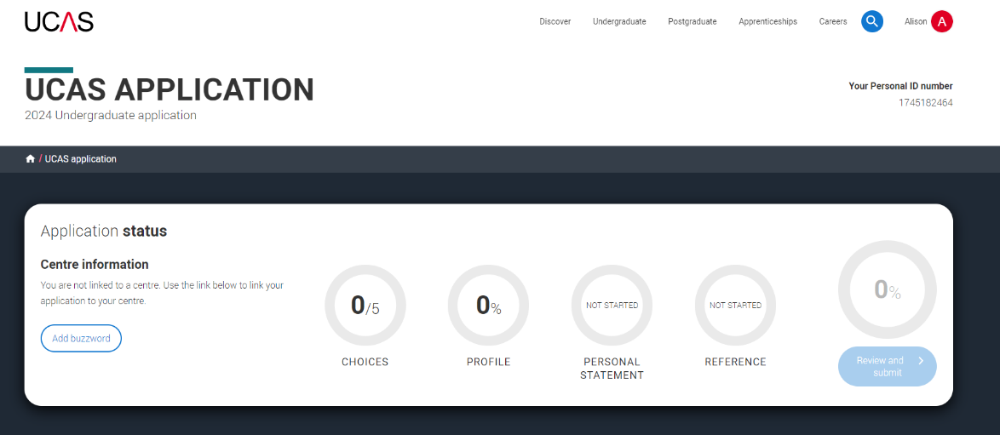 UCAS
Discover Undergraduate Postgraduate Apprenticeships Careers Alison A
UCAS APPLICATION
2024 Undergraduate application
Your Personal ID number
1745182464
/ UCAS application
Application status
Centre information
You are not linked to a centre. Use the link below to link your
application to your centre.
Add buzzword
0/5
CHOICES
0%
PROFILE
NOT STARTED
PERSONAL
STATEMENT
NOT STARTED
REFERENCE
0%
Review and
submit